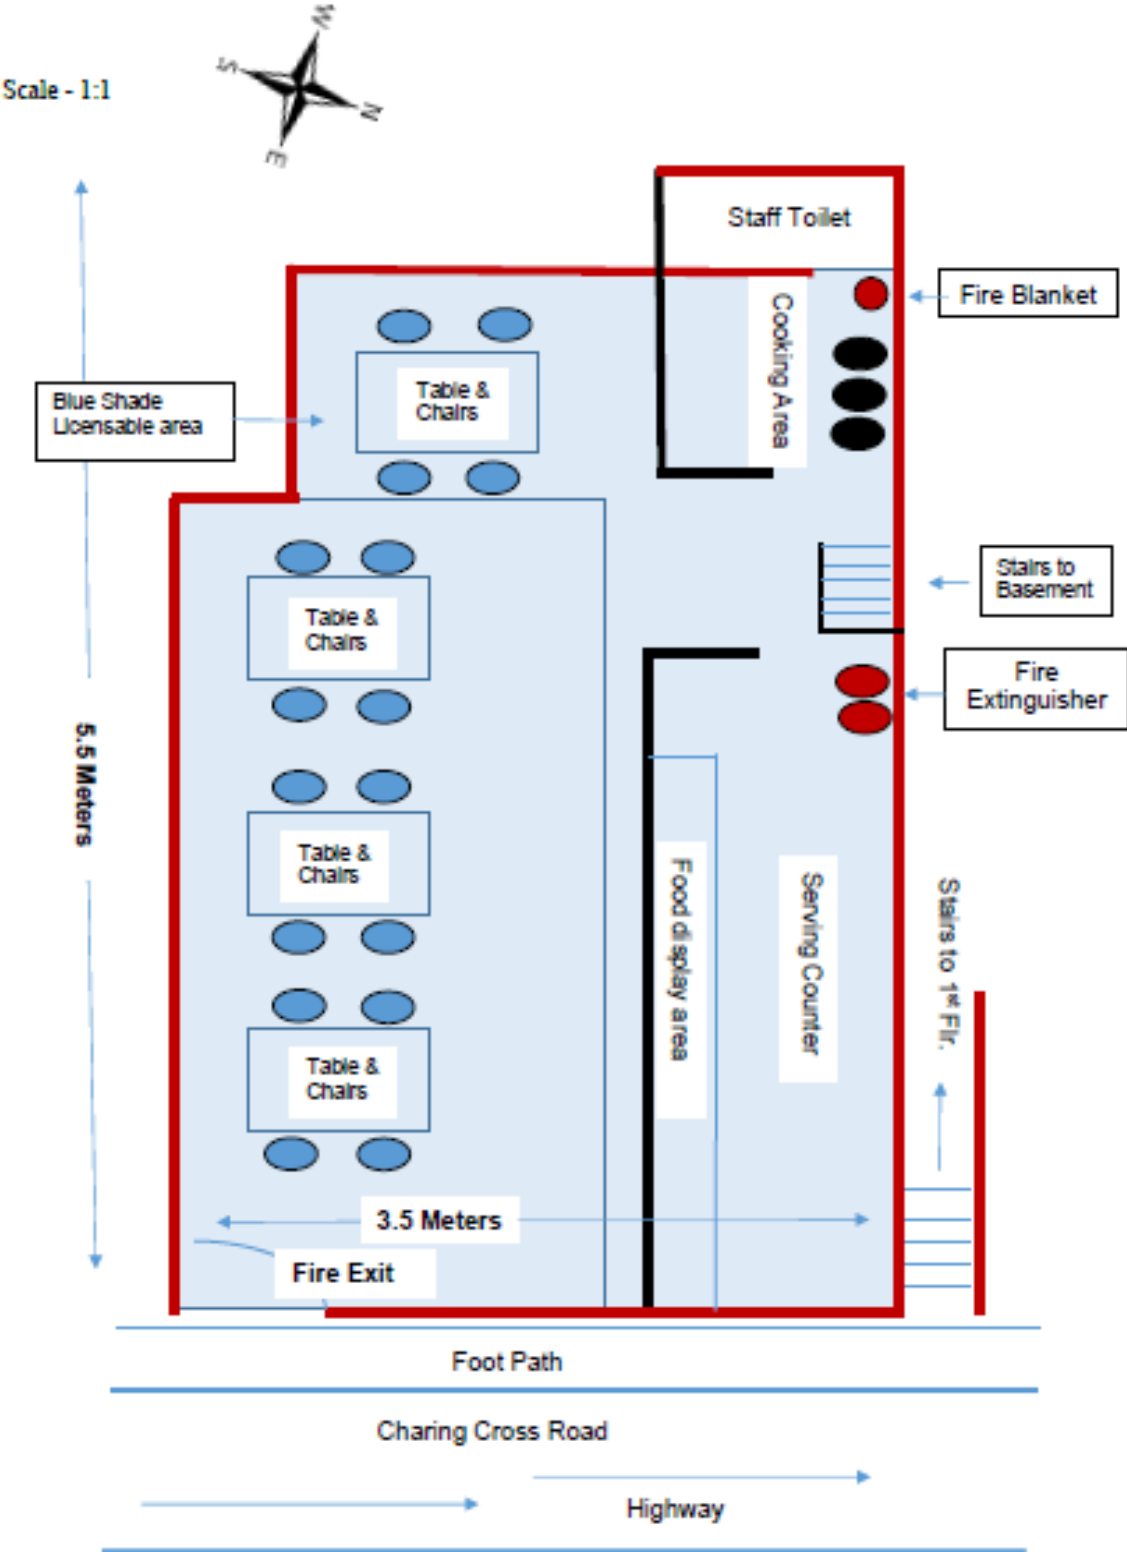 W
S
N
E
Scale - 1:1
Staff Toilet
Fire Blanket
Cooking Area
Table &
Chairs
Blue Shade
Licensable area
Stairs to
Basement
Table &
Chairs
Fire
Extinguisher
5.5 Meters
Table &
Chairs
Food display area
Serving Counter
Stairs to 1st Flr.
Table &
Chairs
3.5 Meters
Fire Exit
Foot Path
Charing Cross Road
Highway